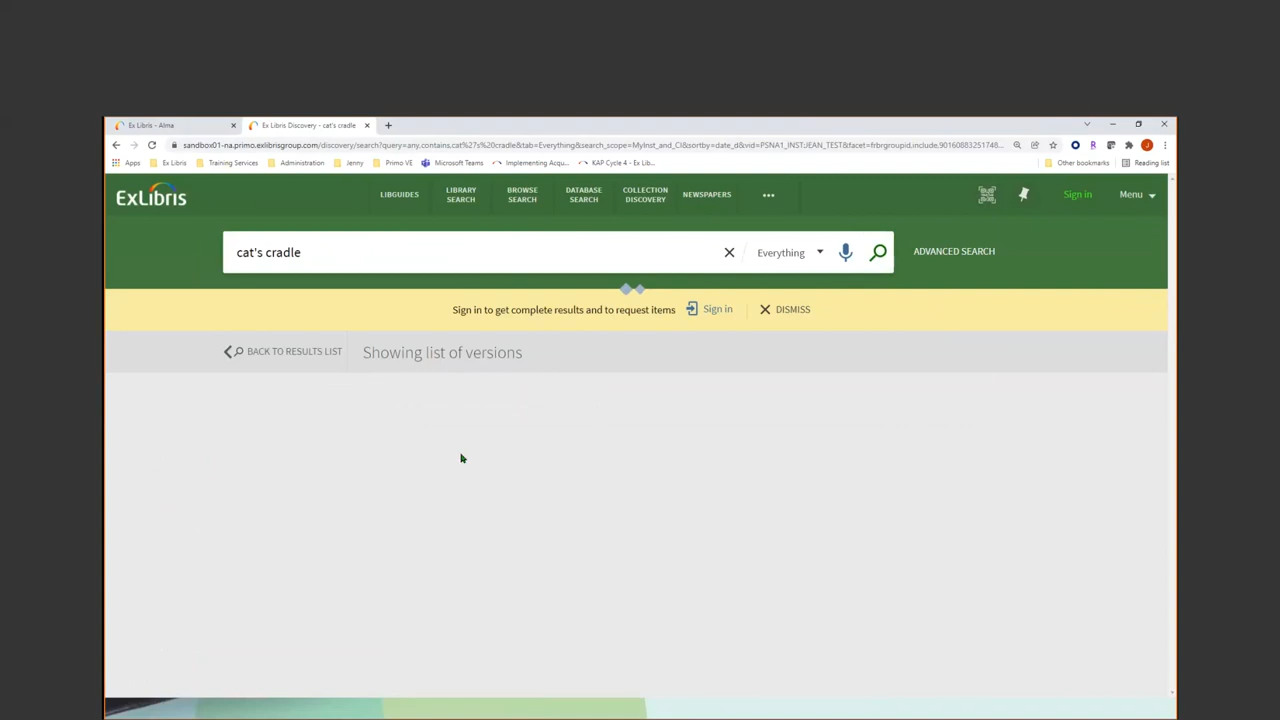 Ex Libris - Alma
Ex Libris Discovery - cat's cradle
sandbox01-na.primo.exlibrisgroup.com/discovery/search?query=any,contains,cat%27s%20cradle&tab=Everything&search_scope=MyInst_and_CI&sortby=date_d&vid=PSNA1_INSTJEAN_TEST&facet=frbrgroupid,include,90160883251748...
Apps Ex Libris Training Services Administration Jenny Primo VE Microsoft Teams Implementing Acqu... KAP Cycle 4 - Ex Lib... Other bookmarks Reading list
ExLibris
LIBGUIDES
LIBRARY SEARCH
BROWSE SEARCH
DATABASE SEARCH
COLLECTION DISCOVERY
NEWSPAPERS
Sign in
Menu
cat's cradle
Everything
ADVANCED SEARCH
Sign in to get complete results and to request items Sign in DISMISS
BACK TO RESULTS LIST Showing list of versions